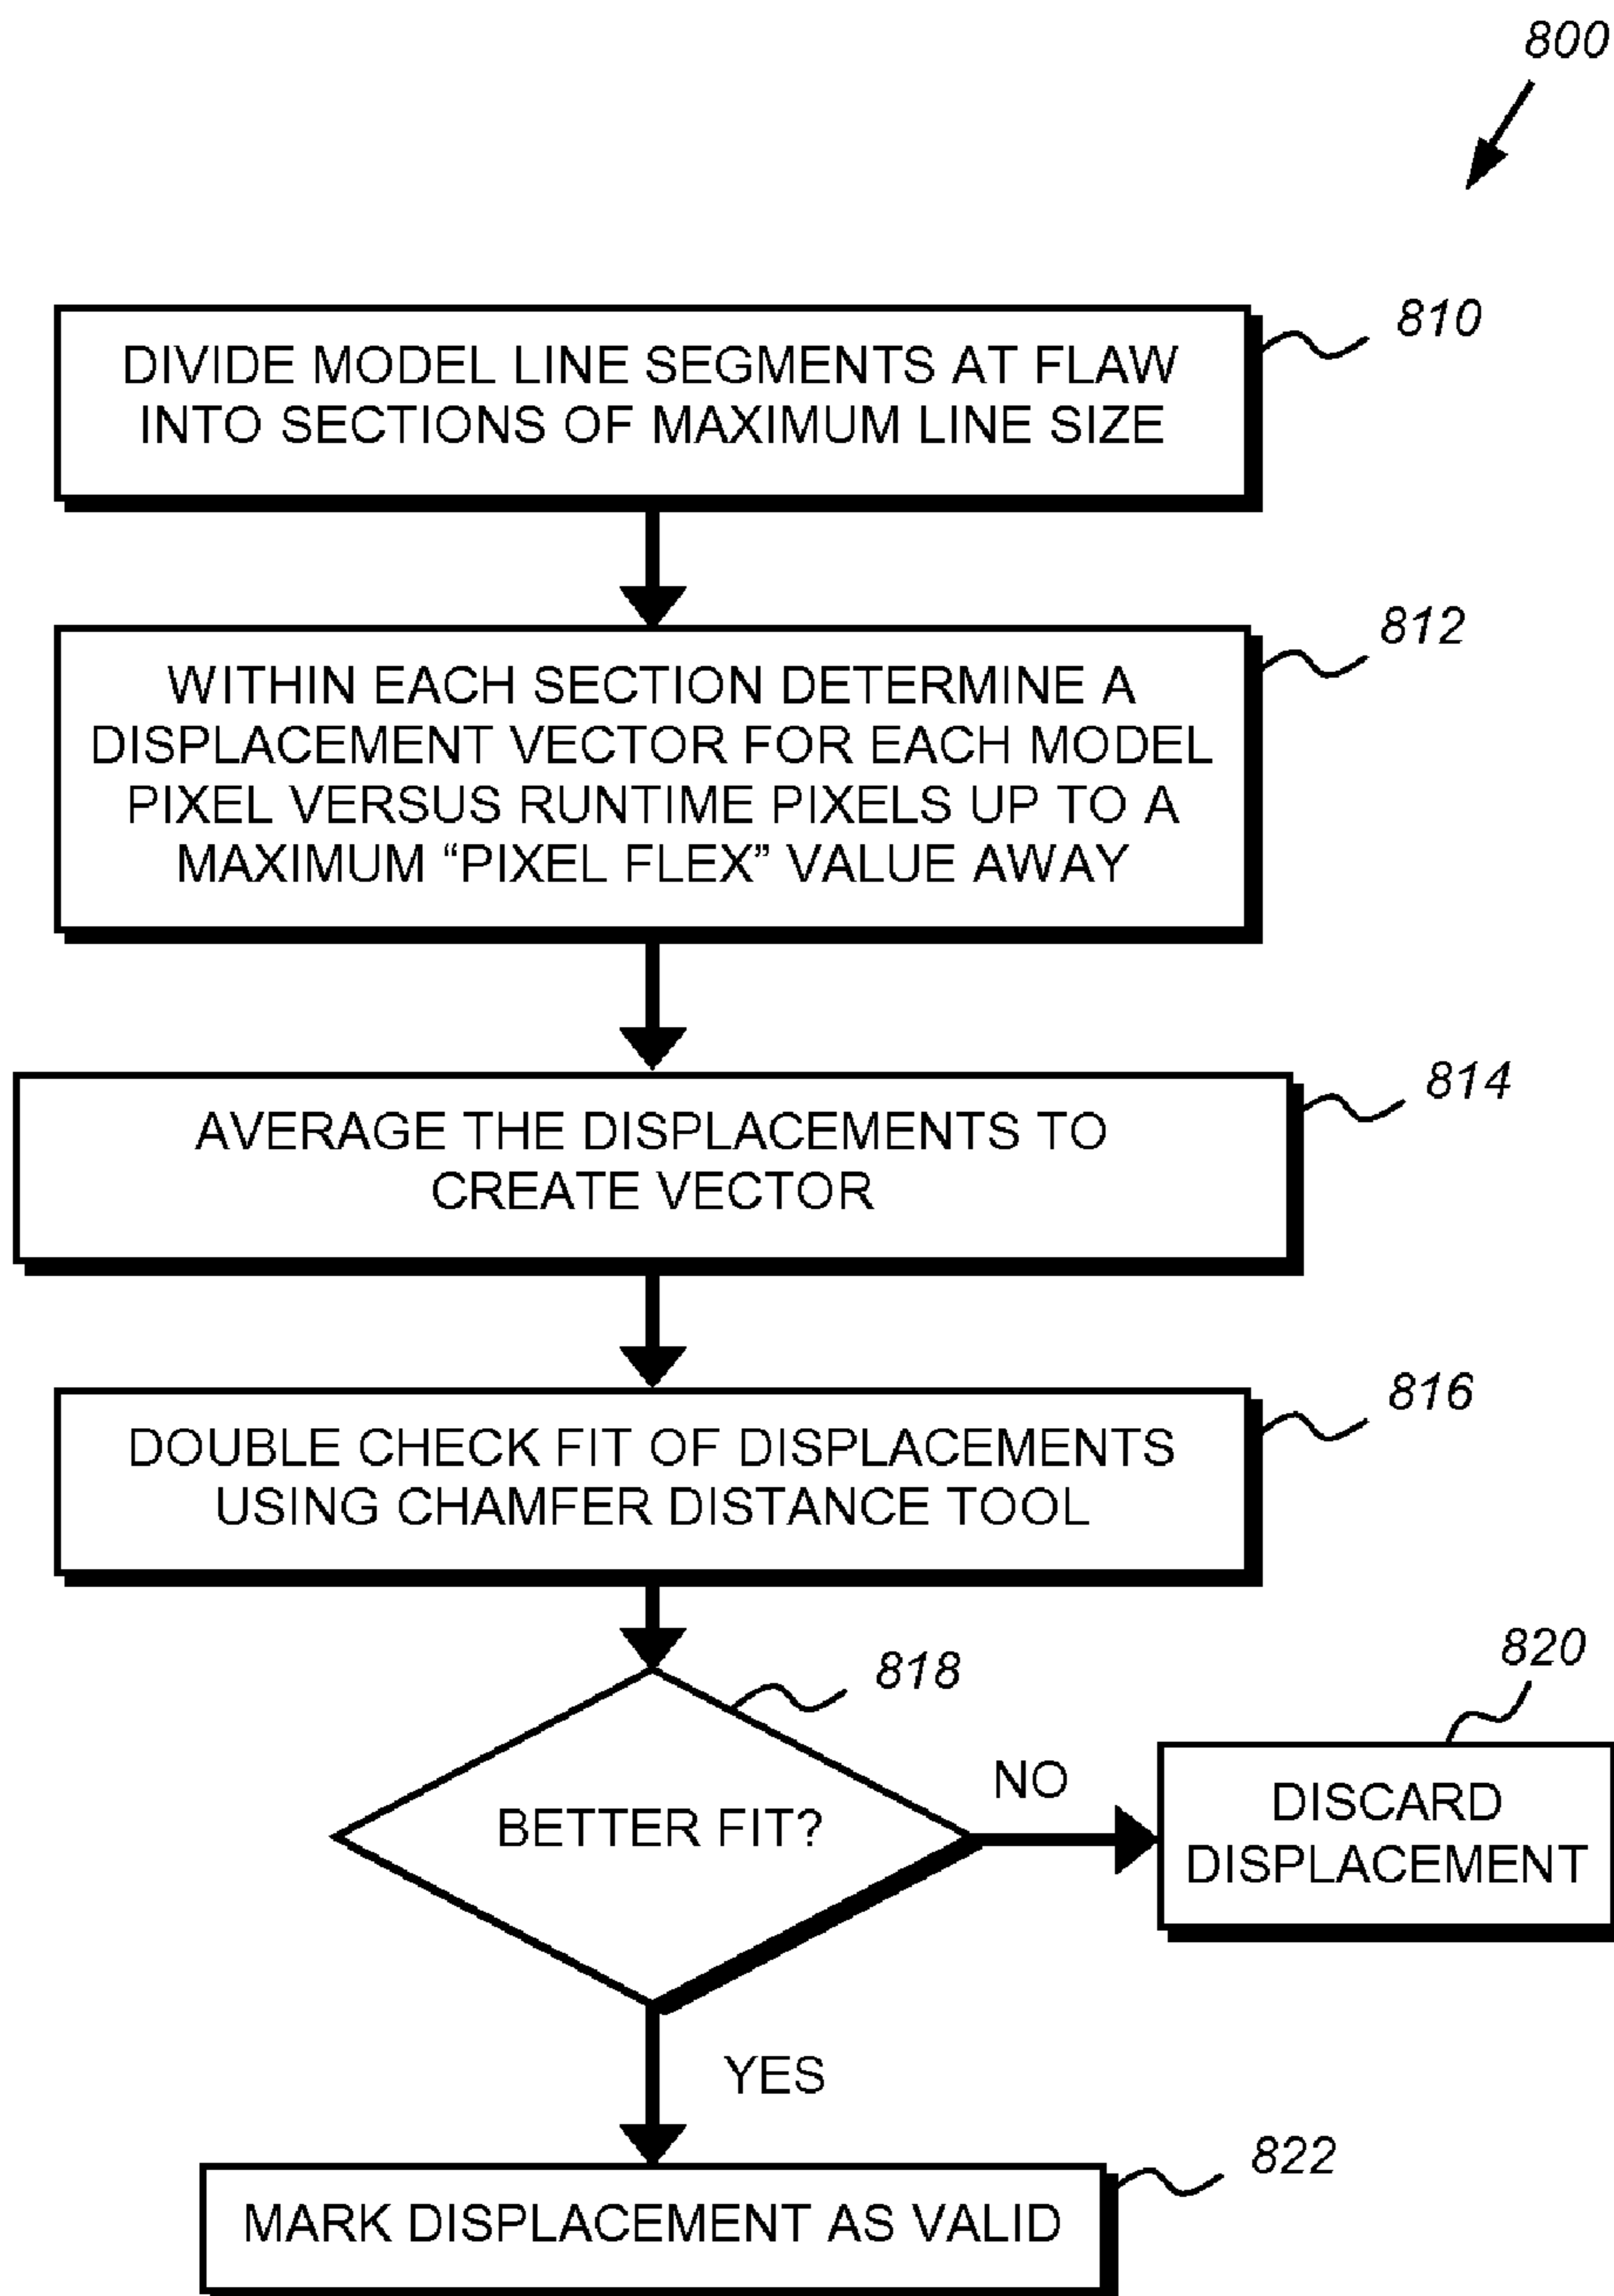 800
810
DIVIDE MODEL LINE SEGMENTS AT FLAW
INTO SECTIONS OF MAXIMUM LINE SIZE
812
WITHIN EACH SECTION DETERMINE A
DISPLACEMENT VECTOR FOR EACH MODEL
PIXEL VERSUS RUNTIME PIXELS UP TO A
MAXIMUM “PIXEL FLEX” VALUE AWAY
814
AVERAGE THE DISPLACEMENTS TO
CREATE VECTOR
816
DOUBLE CHECK FIT OF DISPLACEMENTS
USING CHAMFER DISTANCE TOOL
818
BETTER FIT?
NO
820
DISCARD
DISPLACEMENT
YES
822
MARK DISPLACEMENT AS VALID